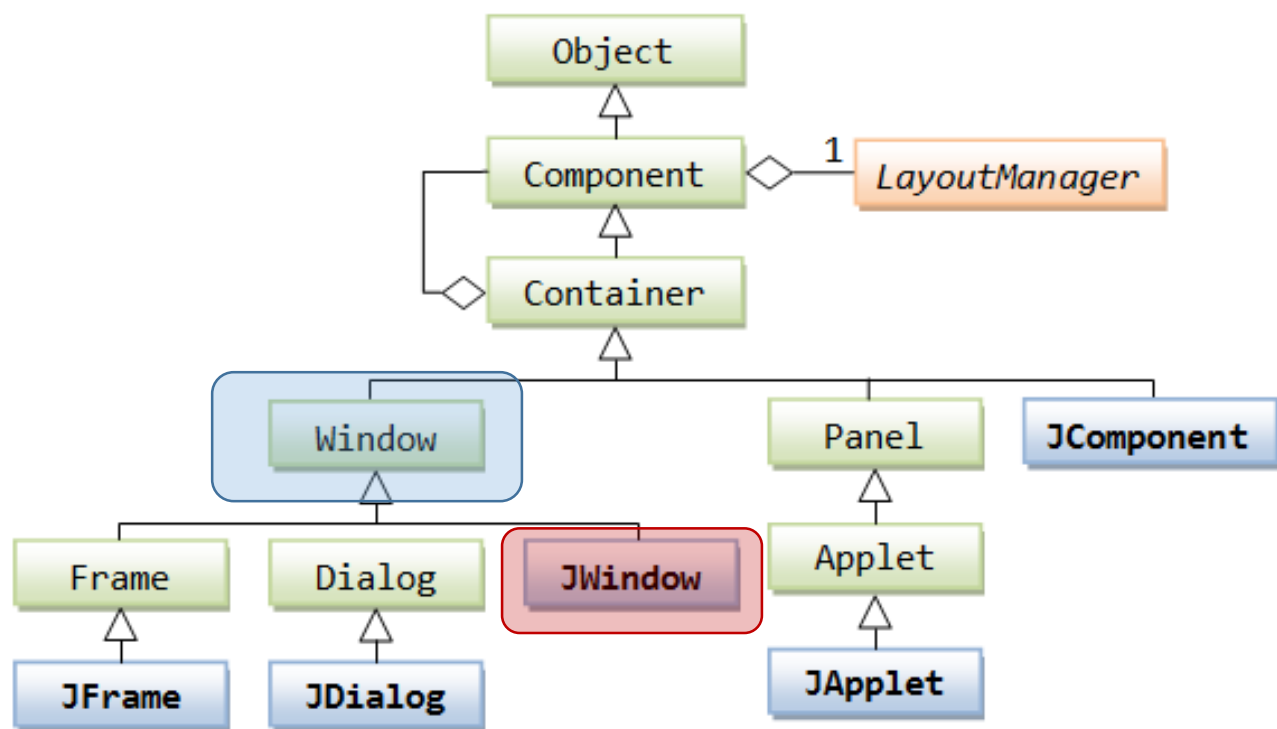 Object
Component
1
LayoutManager
Container
Window
Panel
JComponent
Frame
Dialog
JWindow
Applet
JFrame
JDialog
JApplet